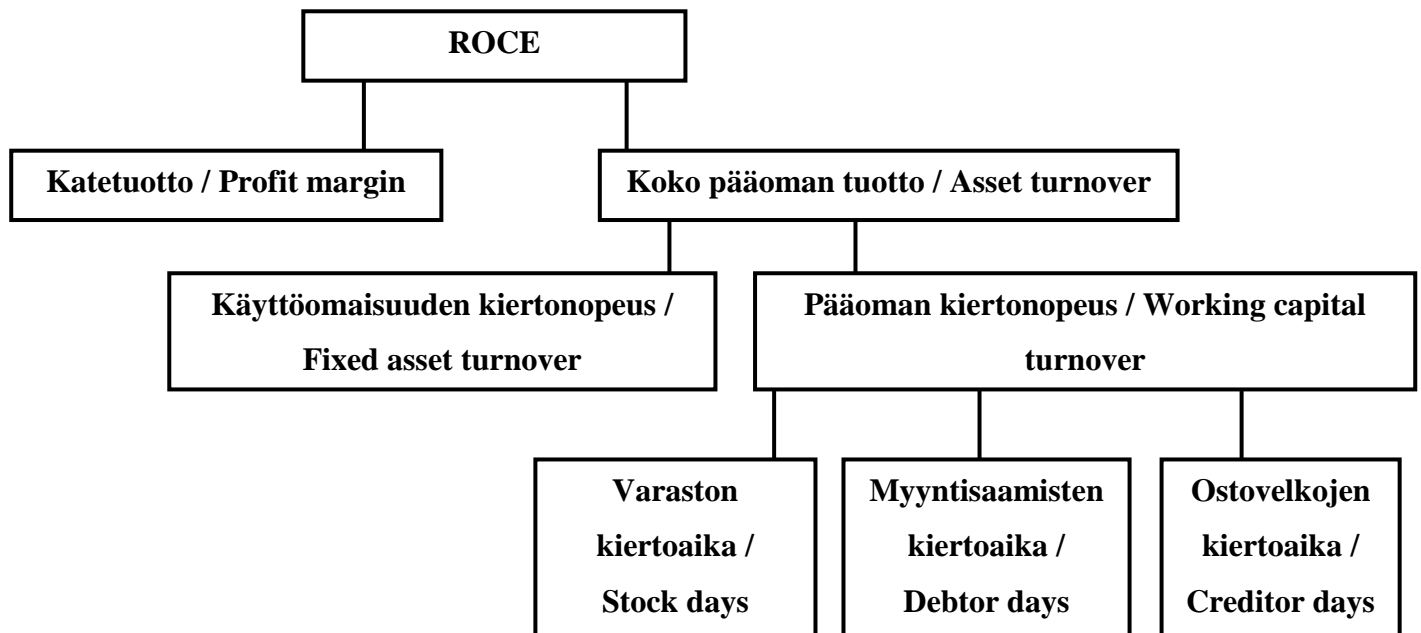 ROCE
Katetuotto / Profit margin
Koko pääoman tuotto / Asset turnover
Käyttöomaisuuden kiertonopeus /
Fixed asset turnover
Pääoman kiertonopeus / Working capital
turnover
Varaston
kiertoaika /
Stock days
Myyntisaamisten
kiertoaika /
Debtor days
Ostovelkojen
kiertoaika /
Creditor days